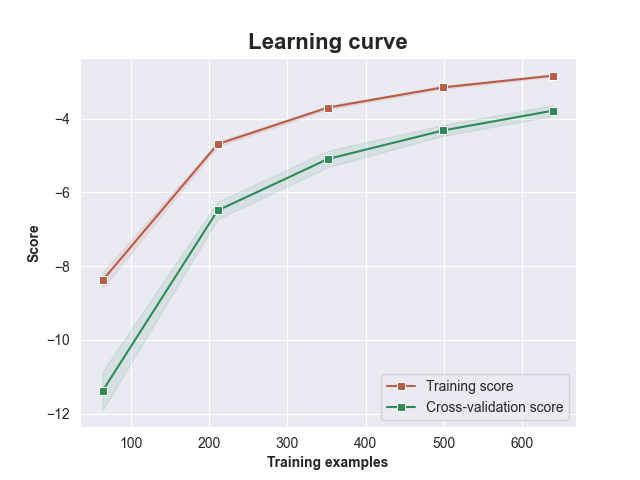 Learning curve
−4
−6
−8
−10
−12
Score
Training score
Cross-validation score
100 200 300 400 500 600
Training examples